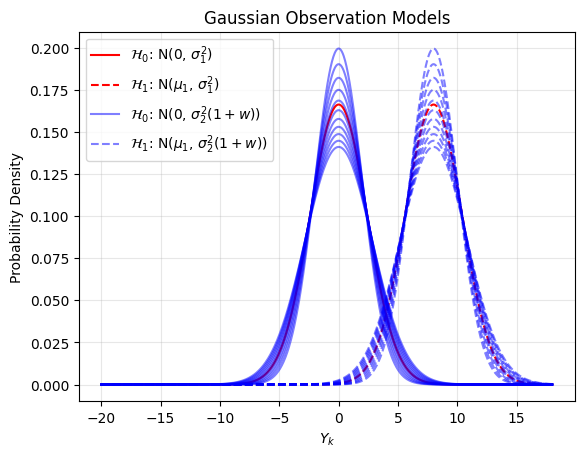 Gaussian Observation Models
𝓗₀: N(0, σ₁²)
𝓗₁: N(μ₁, σ₁²)
𝓗₀: N(0, σ₂²(1 + w))
𝓗₁: N(μ₁, σ₂²(1 + w))
Probability Density
0.200
0.175
0.150
0.125
0.100
0.075
0.050
0.025
0.000
−20 −15 −10 −5 0 5 10 15
Yₖ